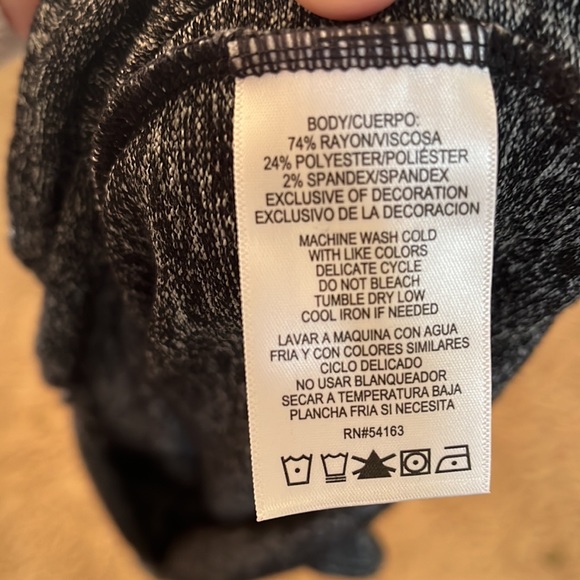 BODY/CUERPO:
74% RAYON/VISCOSA
24% POLYESTER/POLIÉSTER
2% SPANDEX/SPANDEX
EXCLUSIVE OF DECORATION
EXCLUSIVO DE LA DECORACION
MACHINE WASH COLD
WITH LIKE COLORS
DELICATE CYCLE
DO NOT BLEACH
TUMBLE DRY LOW
COOL IRON IF NEEDED
LAVAR A MAQUINA CON AGUA
FRIA Y CON COLORES SIMILARES
CICLO DELICADO
NO USAR BLANQUEADOR
SECAR A TEMPERATURA BAJA
PLANCHA FRIA SI NECESITA
RN#54163